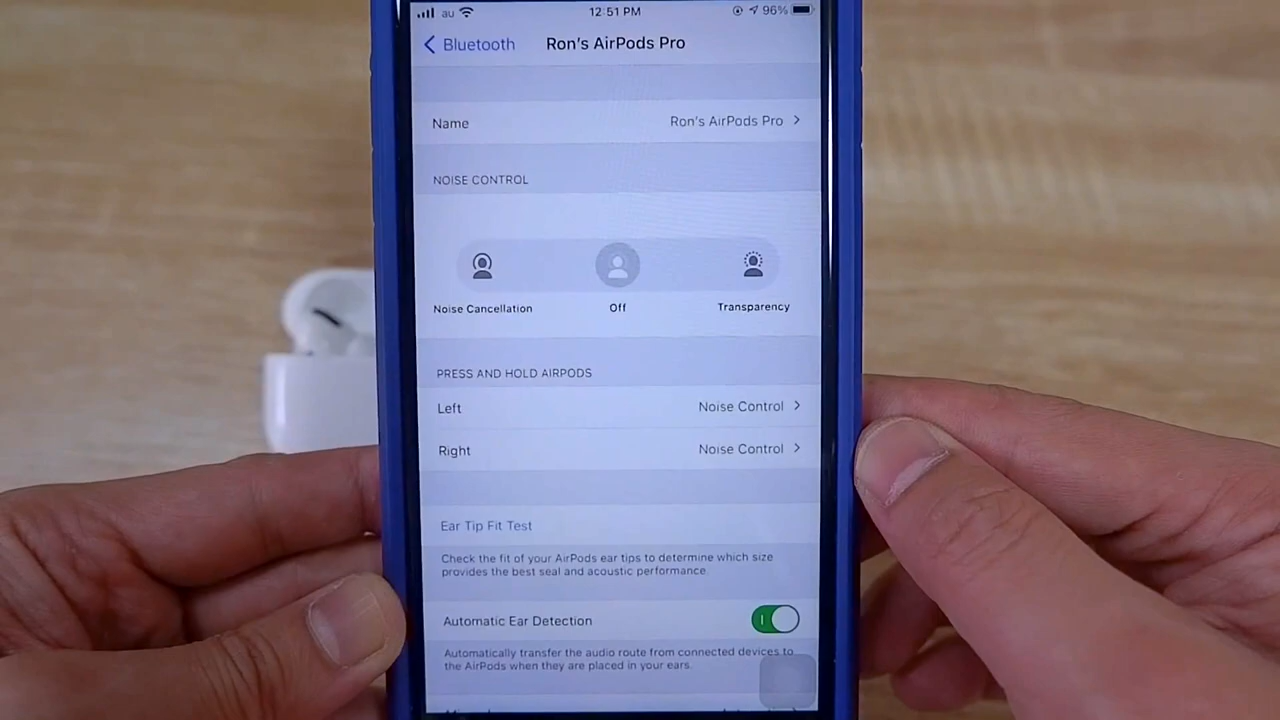 au 12:51 PM 96%
Bluetooth Ron's AirPods Pro
Name Ron's AirPods Pro
NOISE CONTROL
Noise Cancellation Off Transparency
PRESS AND HOLD AIRPODS
Left Noise Control
Right Noise Control
Ear Tip Fit Test
Check the fit of your AirPods ear tips to determine which size
provides the best seal and acoustic performance.
Automatic Ear Detection
Automatically transfer the audio route from connected devices to
the AirPods when they are placed in your ears.